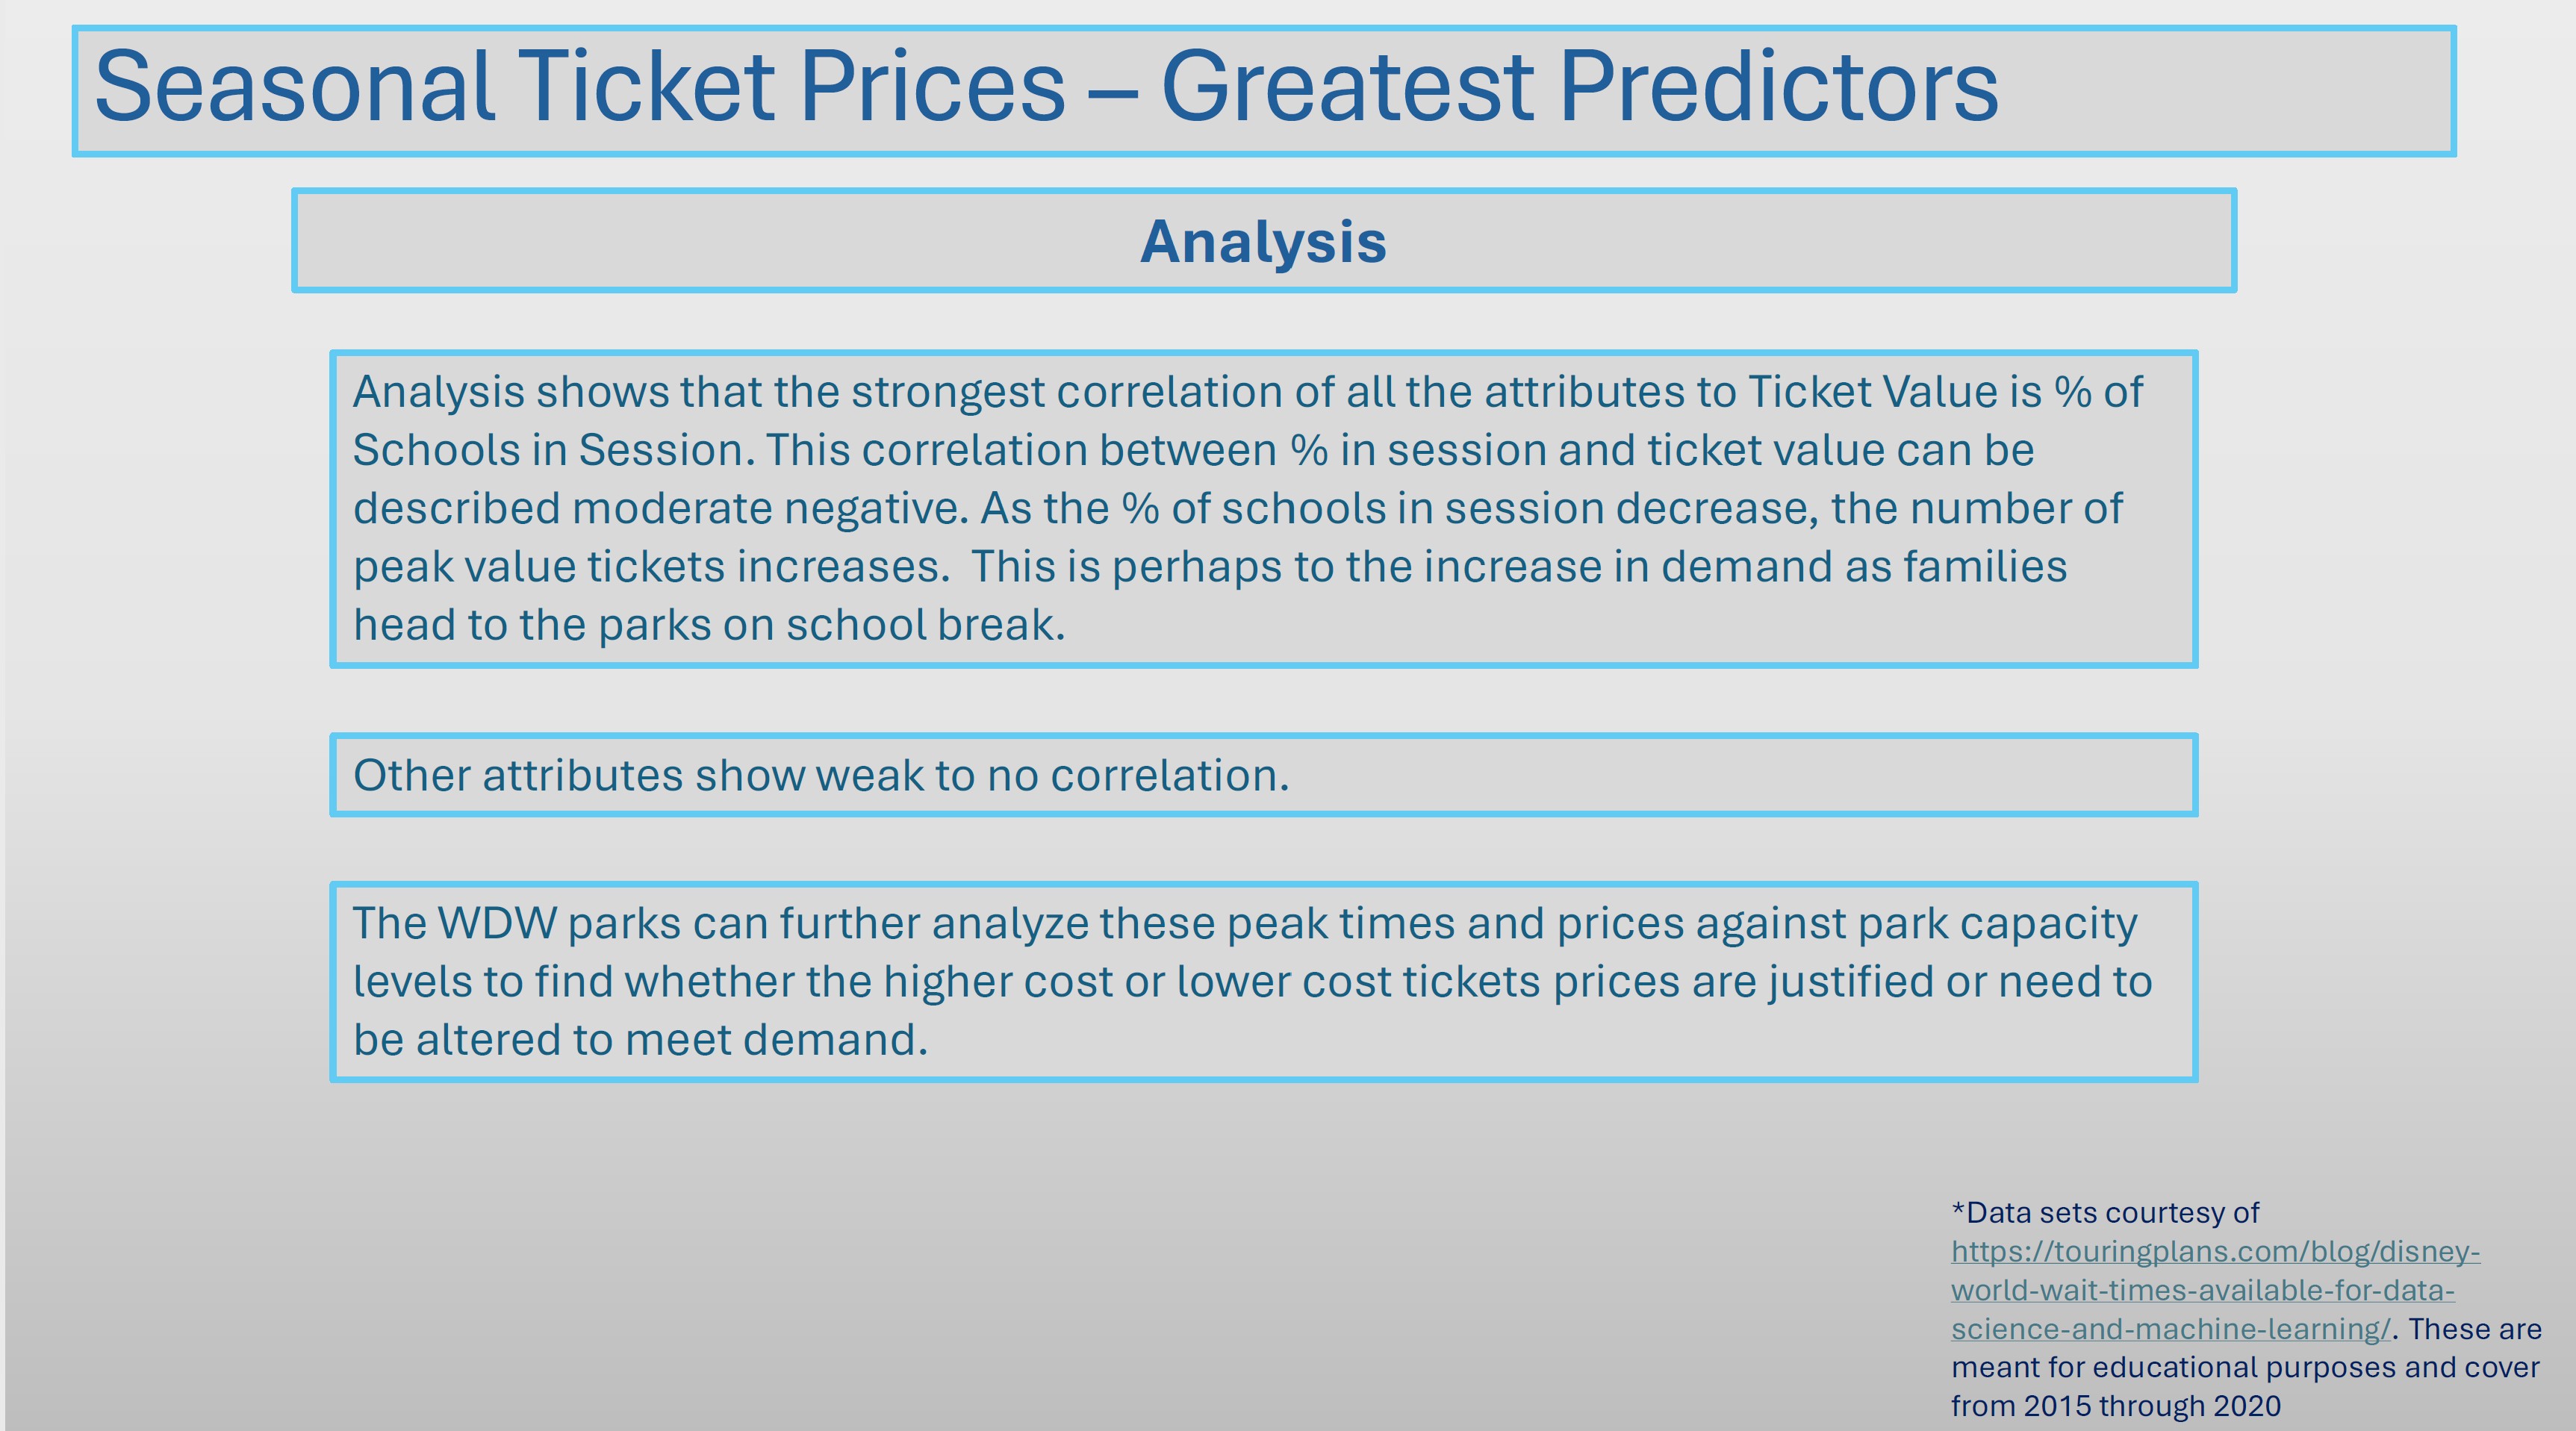 Seasonal Ticket Prices – Greatest Predictors
Analysis
Analysis shows that the strongest correlation of all the attributes to Ticket Value is % of
Schools in Session. This correlation between % in session and ticket value can be
described moderate negative. As the % of schools in session decrease, the number of
peak value tickets increases.  This is perhaps to the increase in demand as families
head to the parks on school break.
Other attributes show weak to no correlation.
The WDW parks can further analyze these peak times and prices against park capacity
levels to find whether the higher cost or lower cost tickets prices are justified or need to
be altered to meet demand.
*Data sets courtesy of
https://touringplans.com/blog/disney-
world-wait-times-available-for-data-
science-and-machine-learning/. These are
meant for educational purposes and cover
from 2015 through 2020